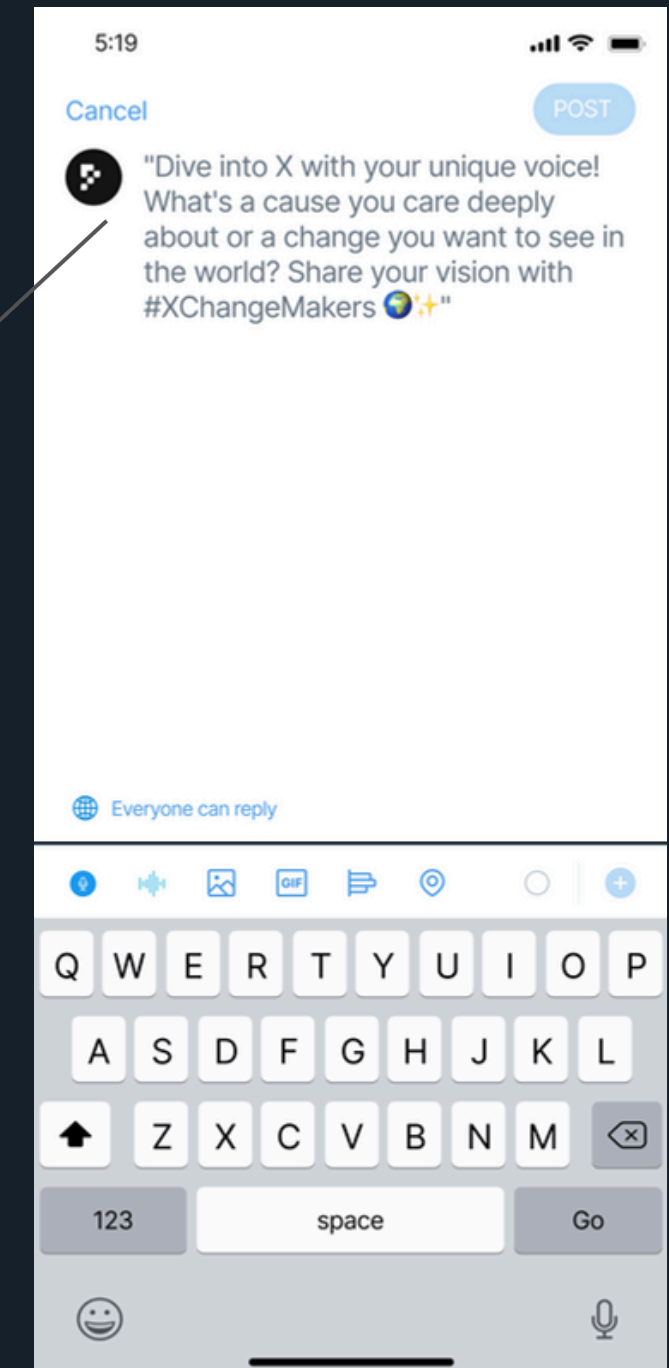 5:19
Cancel
POST
"Dive into X with your unique voice!
What's a cause you care deeply
about or a change you want to see in
the world? Share your vision with
#XChangeMakers 🌍✨"
Everyone can reply
GIF
Q W E R T Y U I O P
A S D F G H J K L
Z X C V B N M
123 space Go